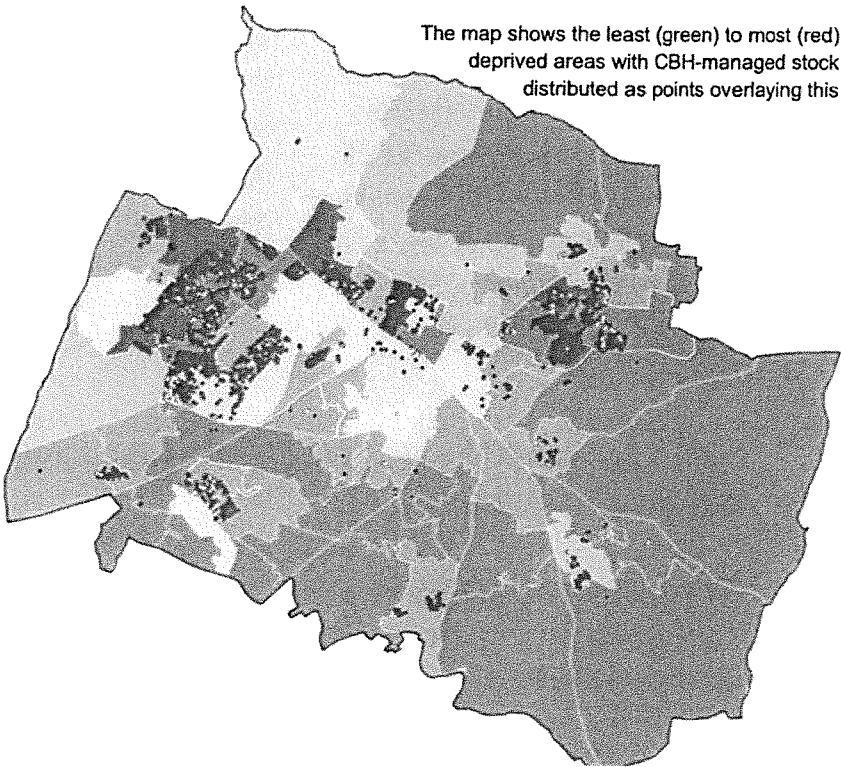 The map shows the least (green) to most (red)
deprived areas with CBH-managed stock
distributed as points overlaying this